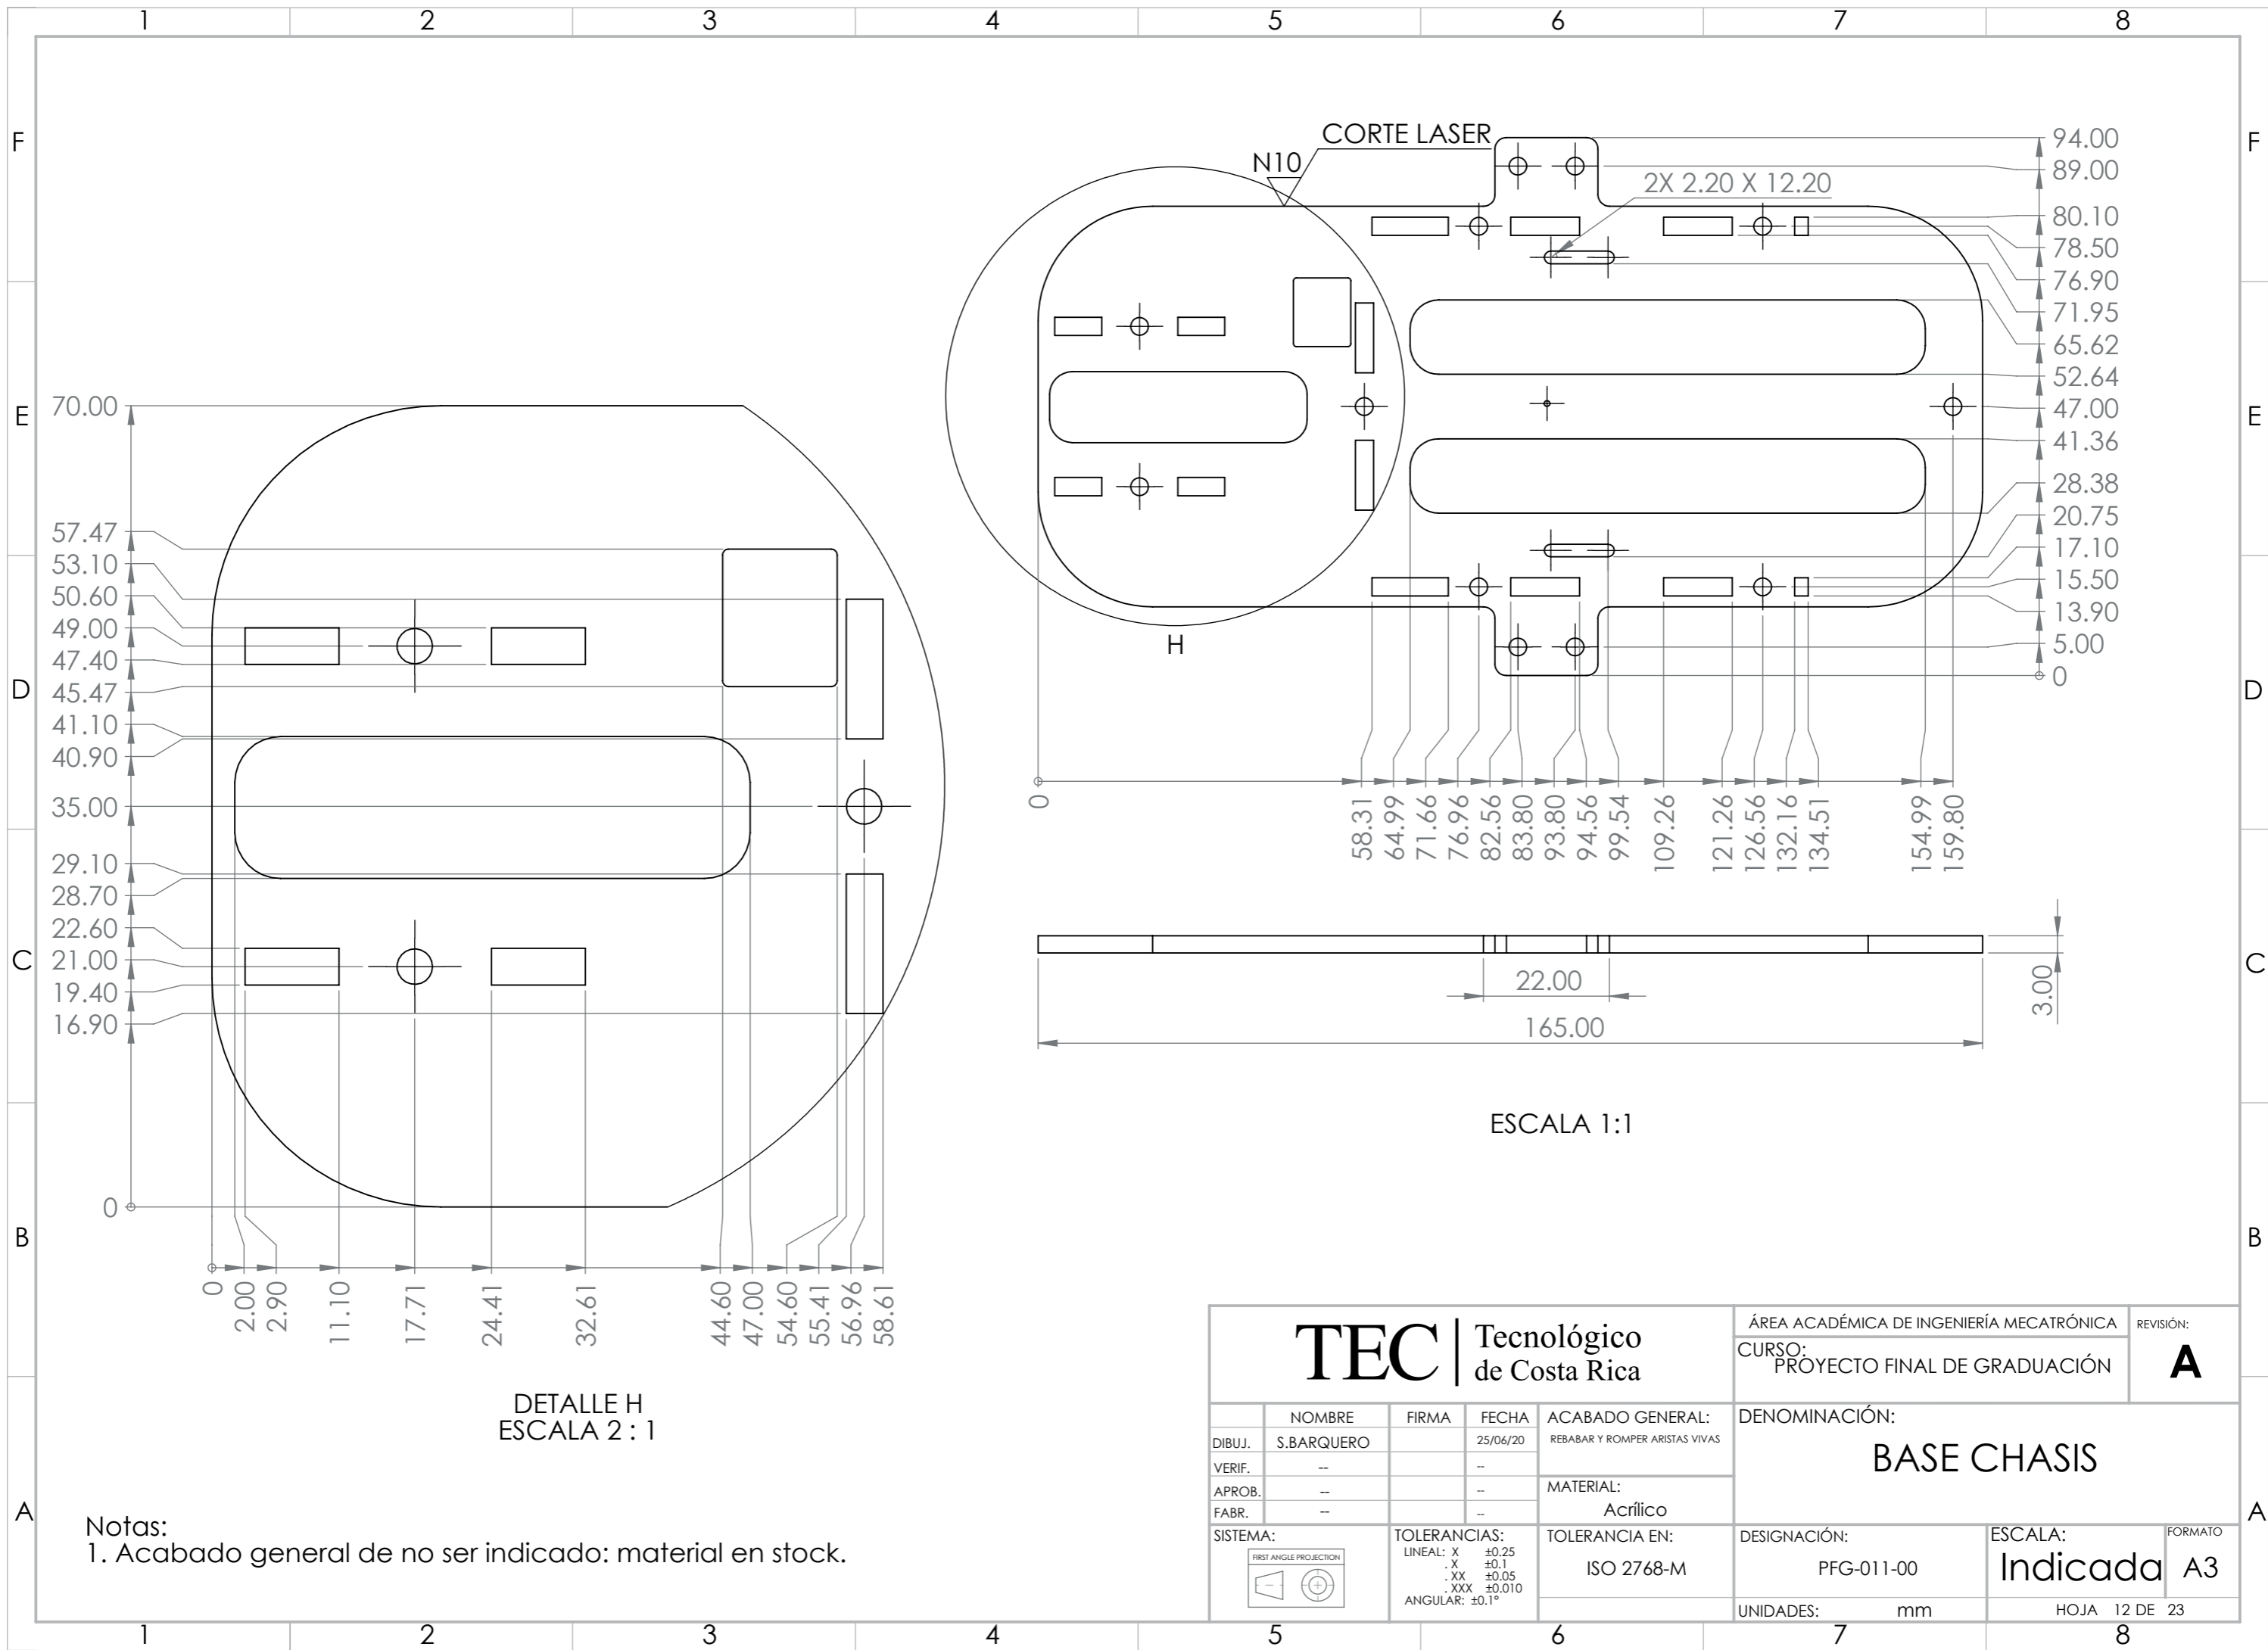 1 2 3 4 5 6 7 8
F F
E E
D D
C C
B B
A A
CORTE LASER
N10
2X 2.20 X 12.20
94.00
89.00
80.10
78.50
76.90
71.95
65.62
52.64
47.00
41.36
28.38
20.75
17.10
15.50
13.90
5.00
0
H
0
58.31
64.99
71.66
76.96
82.56
83.80
93.80
94.56
99.54
109.26
121.26
126.56
132.16
134.51
154.99
159.80
22.00
165.00
3.00
ESCALA 1:1
70.00
57.47
53.10
50.60
49.00
47.40
45.47
41.10
40.90
35.00
29.10
28.70
22.60
21.00
19.40
16.90
0
0
2.00
2.90
11.10
17.71
24.41
32.61
44.60
47.00
54.60
55.41
56.96
58.61
DETALLE H
ESCALA 2 : 1
Notas:
1. Acabado general de no ser indicado: material en stock.
TEC | Tecnológico
de Costa Rica
ÁREA ACADÉMICA DE INGENIERÍA MECATRÓNICA
CURSO:
PROYECTO FINAL DE GRADUACIÓN
REVISIÓN:
A
NOMBRE FIRMA FECHA
DIBUJ. S.BARQUERO 25/06/20
VERIF. -- --
APROB. -- --
FABR. -- --
ACABADO GENERAL:
REBABAR Y ROMPER ARISTAS VIVAS
MATERIAL:
Acrílico
DENOMINACIÓN:
BASE CHASIS
SISTEMA:
FIRST ANGLE PROJECTION
TOLERANCIAS:
LINEAL: X ±0.25
. X ±0.1
. XX ±0.05
. XXX ±0.010
ANGULAR: ±0.1°
TOLERANCIA EN:
ISO 2768-M
DESIGNACIÓN:
PFG-011-00
ESCALA:
Indicada
FORMATO
A3
UNIDADES: mm
HOJA 12 DE 23
1 2 3 4 5 6 7 8